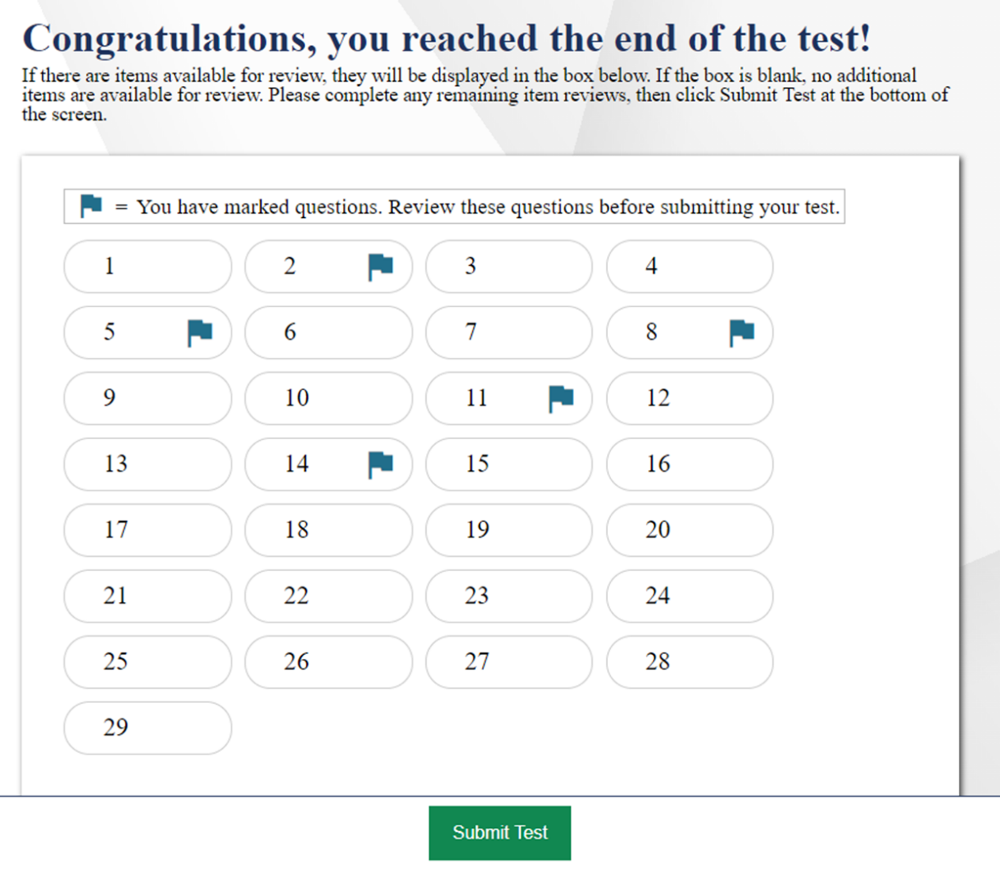 Congratulations, you reached the end of the test!
If there are items available for review, they will be displayed in the box below. If the box is blank, no additional
items are available for review. Please complete any remaining item reviews, then click Submit Test at the bottom of
the screen.
= You have marked questions. Review these questions before submitting your test.
1 2 3 4
5 6 7 8
9 10 11 12
13 14 15 16
17 18 19 20
21 22 23 24
25 26 27 28
29
Submit Test